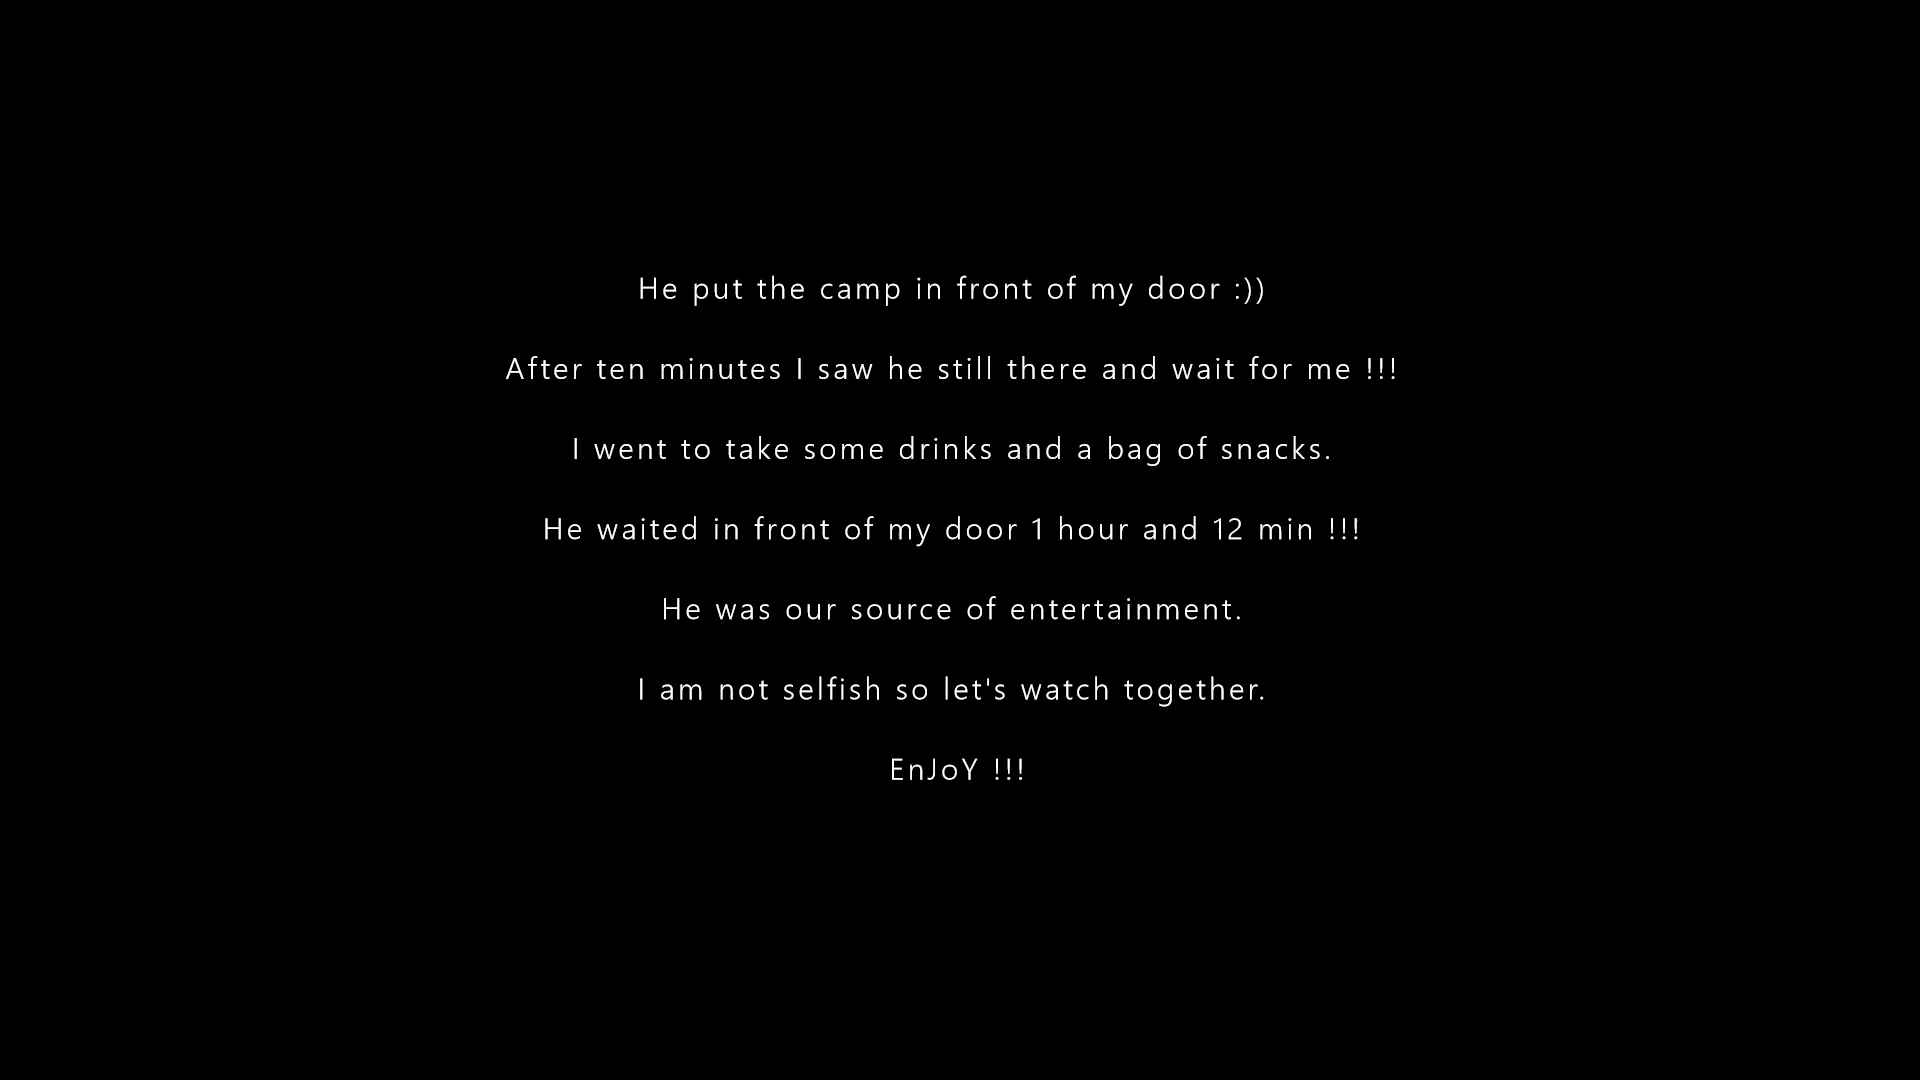 He put the camp in front of my door :))
After ten minutes I saw he still there and wait for me !!!
I went to take some drinks and a bag of snacks.
He waited in front of my door 1 hour and 12 min !!!
He was our source of entertainment.
I am not selfish so let's watch together.
EnJoY !!!